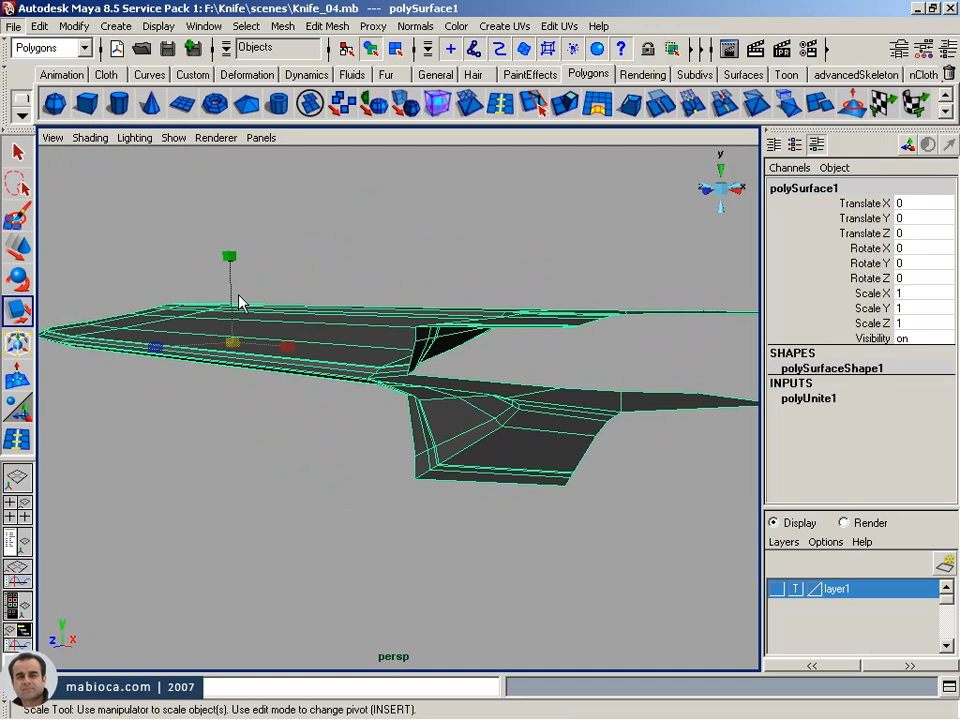 Autodesk Maya 8.5 Service Pack 1: F:\Knife\scenes\Knife_04.mb --- polySurface1
File Edit Modify Create Display Window Select Mesh Edit Mesh Proxy Normals Color Create UVs Edit UVs Help
Polygons Objects
Animation Cloth Curves Custom Deformation Dynamics Fluids Fur General Hair PaintEffects Polygons Rendering Subdivs Surfaces Toon advancedSkeleton nCloth
View Shading Lighting Show Renderer Panels
Channels Object
polySurface1
Translate X 0
Translate Y 0
Translate Z 0
Rotate X 0
Rotate Y 0
Rotate Z 0
Scale X 1
Scale Y 1
Scale Z 1
Visibility on
SHAPES
polySurfaceShape1
INPUTS
polyUnite1
y
x
z
y
z x
persp
Display Render
Layers Options Help
T layer1
<< >>
mabioca.com | 2007
Scale Tool: Use manipulator to scale object(s). Use edit mode to change pivot (INSERT).